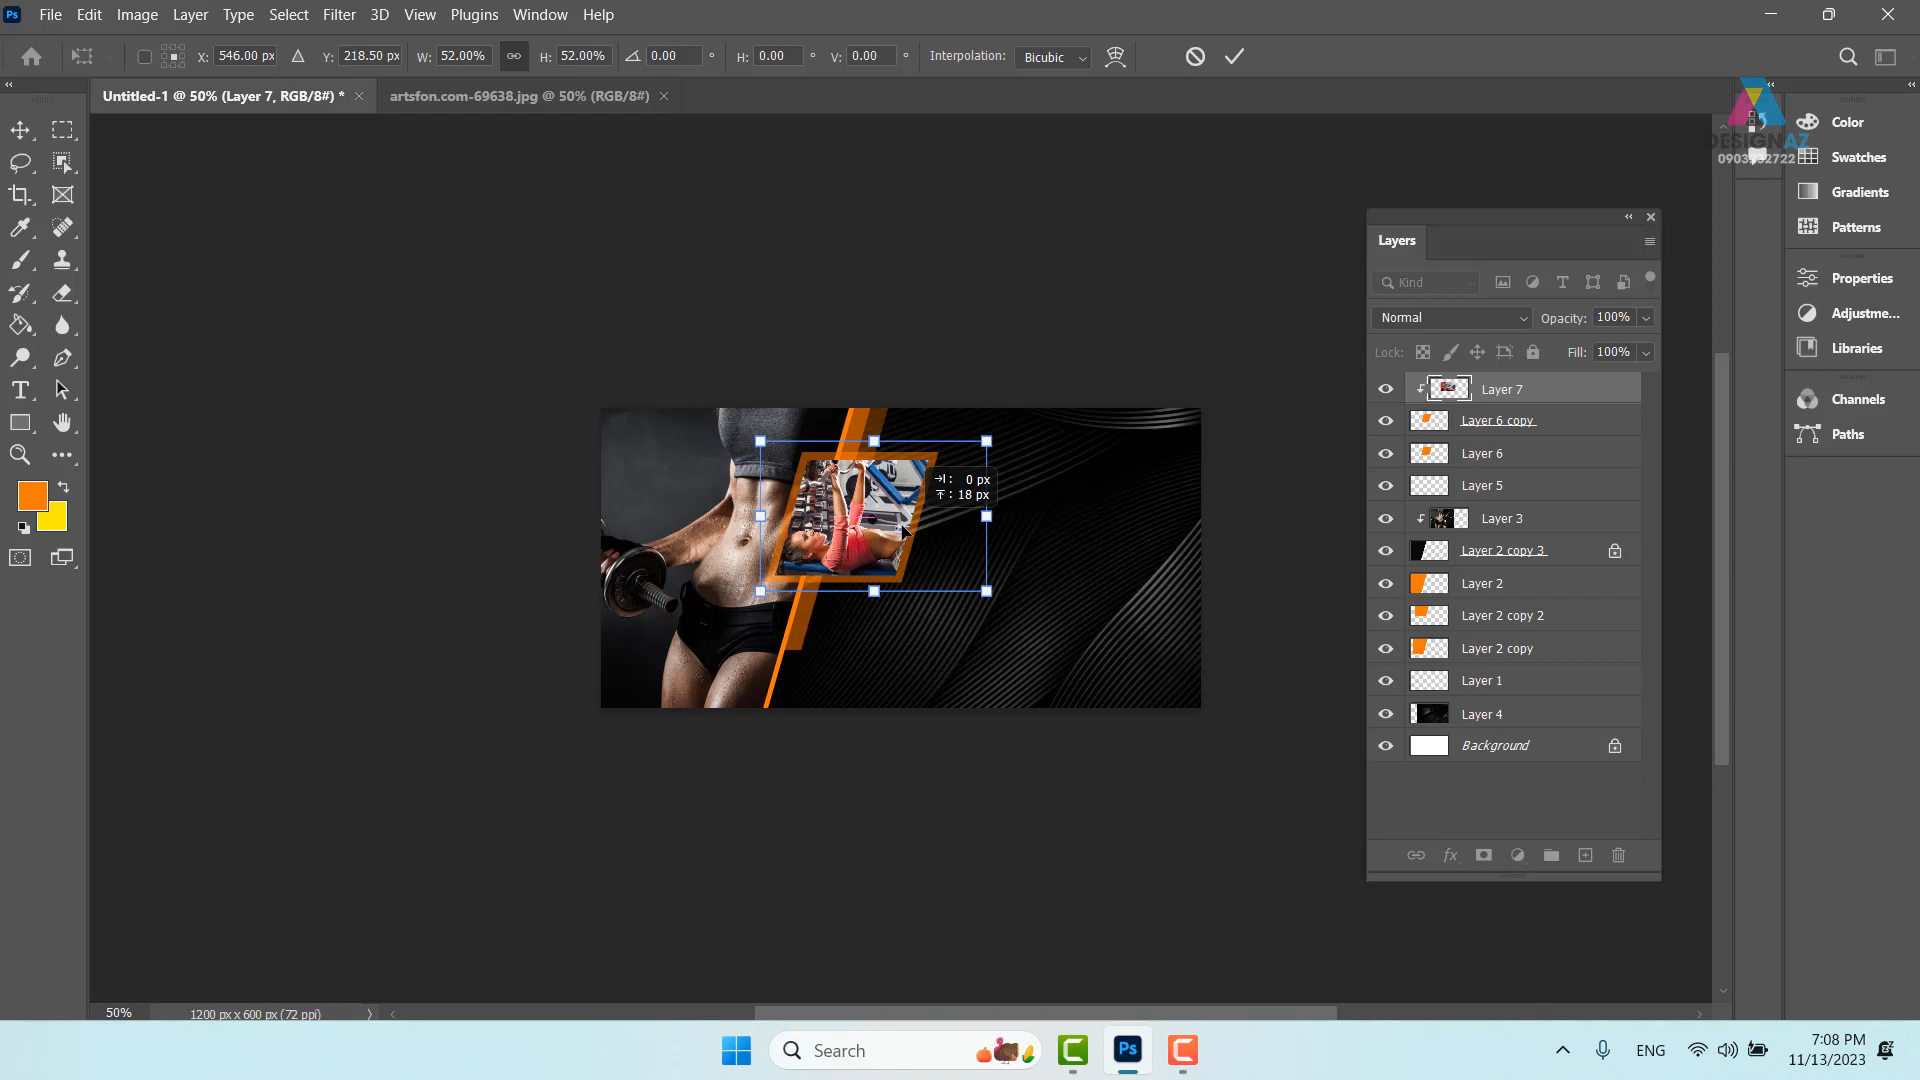 Ps File Edit Image Layer Type Select Filter 3D View Plugins Window Help
X: 546.00 px Y: 218.50 px W: 52.00% H: 52.00% 0.00 ° H: 0.00 ° V: 0.00 ° Interpolation: Bicubic
Untitled-1 @ 50% (Layer 7, RGB/8#) * × artsfon.com-69638.jpg @ 50% (RGB/8#) ×
Color
Swatches
Gradients
Patterns
Properties
Adjustme...
Libraries
Channels
Paths
Layers
Kind
Normal Opacity: 100%
Lock: Fill: 100%
Layer 7
Layer 6 copy
Layer 6
Layer 5
Layer 3
Layer 2 copy 3
Layer 2
Layer 2 copy 2
Layer 2 copy
Layer 1
Layer 4
Background
0 px
18 px
50% 1200 px x 600 px (72 ppi)
Search
Ps
ENG
7:08 PM
11/13/2023